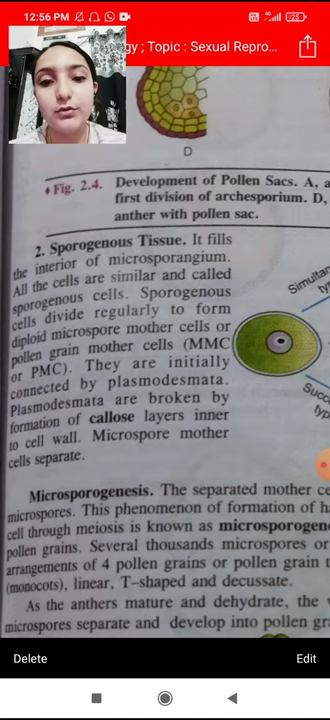 12:56 PM
gy ; Topic : Sexual Repro...
D
Fig. 2.4. Development of Pollen Sacs. A, a
first division of archesporium. D,
anther with pollen sac.
2. Sporogenous Tissue. It fills
the interior of microsporangium.
All the cells are similar and called
sporogenous cells. Sporogenous
cells divide regularly to form
diploid microspore mother cells or
pollen grain mother cells (MMC
or PMC). They are initially
connected by plasmodesmata.
Plasmodesmata are broken by
formation of callose layers inner
to cell wall. Microspore mother
cells separate.
Simultan
Succ
Microsporogenesis. The separated mother ce
microspores. This phenomenon of formation of h
cell through meiosis is known as microsporogen
pollen grains. Several thousands microspores or
arrangements of 4 pollen grains or pollen grain t
(monocots), linear, T-shaped and decussate.
As the anthers mature and dehydrate, the
microspores separate and develop into pollen gr
Delete
Edit